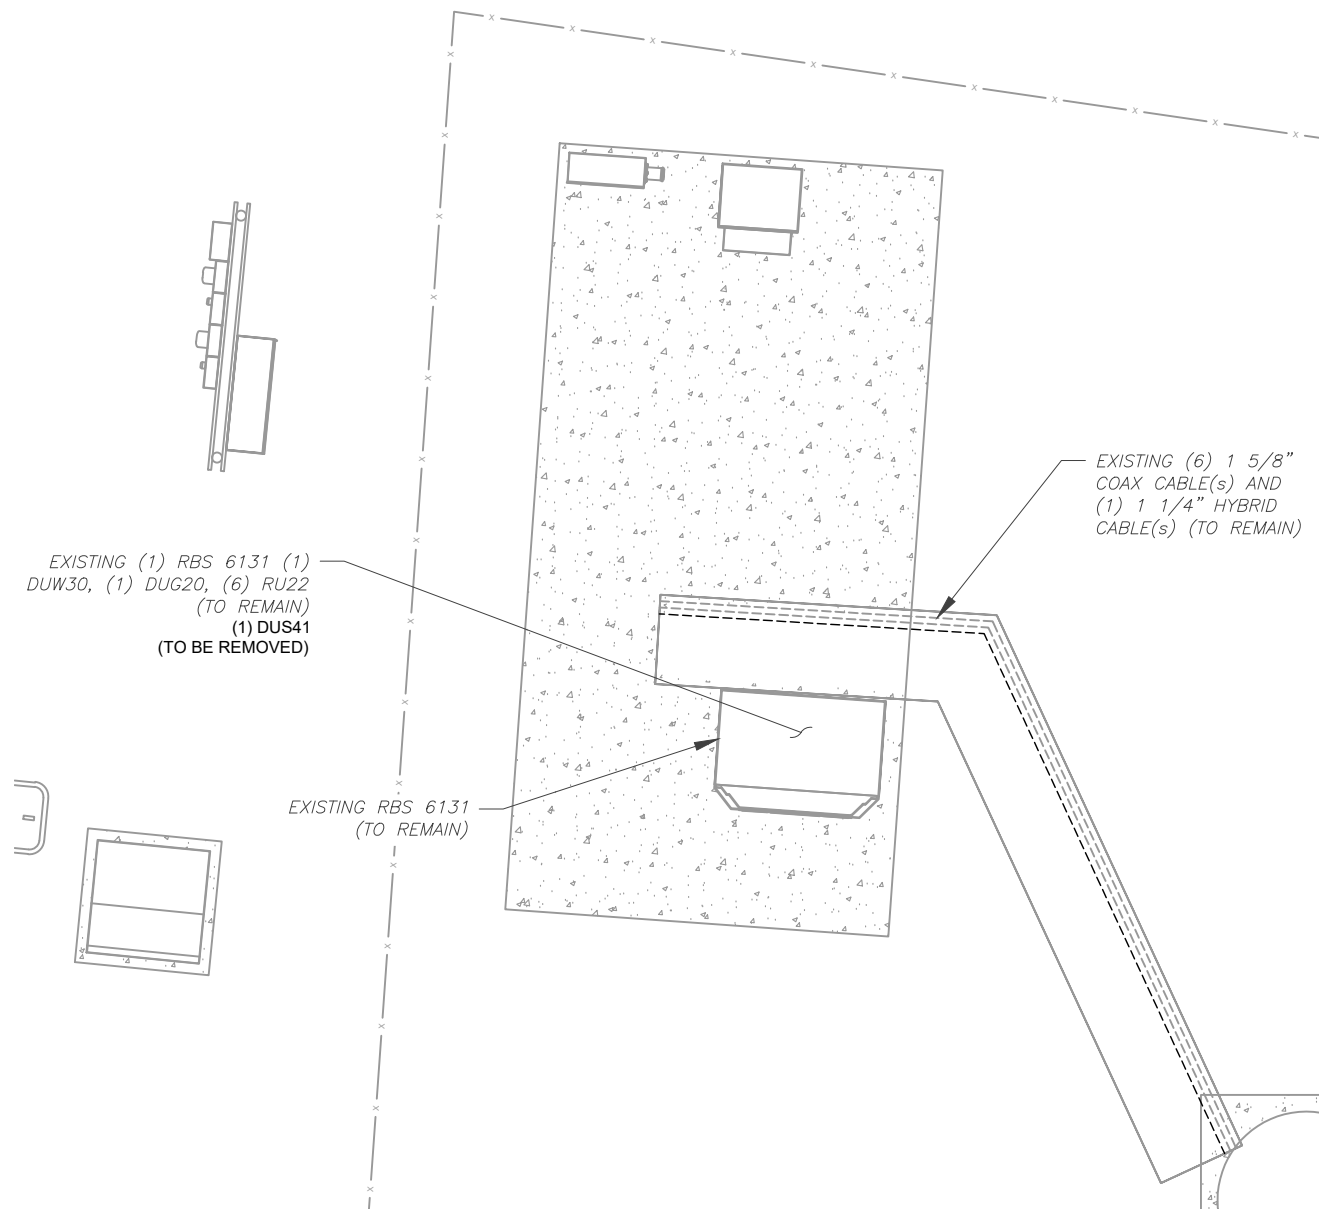 EXISTING (6) 1 5/8"
COAX CABLE(s) AND
(1) 1 1/4" HYBRID
CABLE(s) (TO REMAIN)
EXISTING (1) RBS 6131 (1)
DUW30, (1) DUG20, (6) RU22
(TO REMAIN)
(1) DUS41
(TO BE REMOVED)
EXISTING RBS 6131
(TO REMAIN)